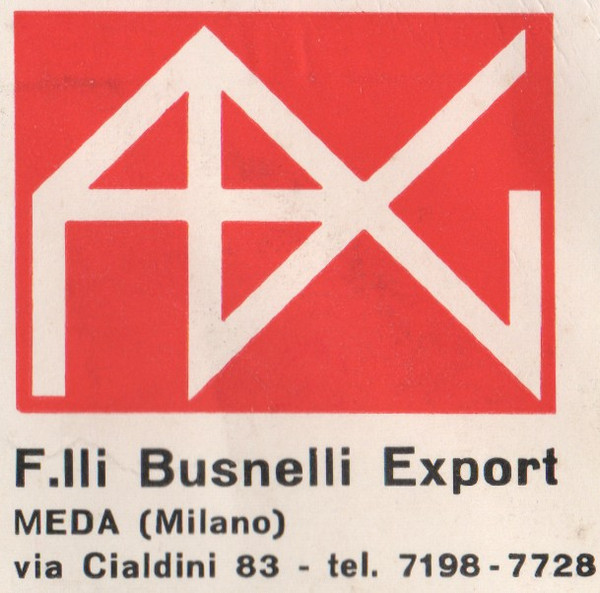 F.lli Busnelli Export
MEDA (Milano)
via Cialdini 83 - tel. 7198-7728